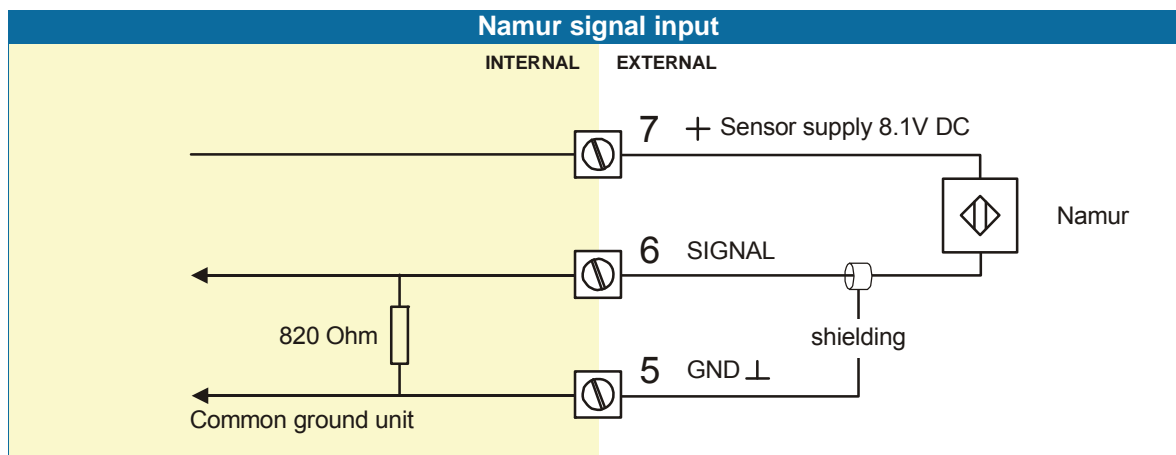 Namur signal input
INTERNAL EXTERNAL
7 + Sensor supply 8.1V DC
Namur
6 SIGNAL
820 Ohm
shielding
5 GND ⊥
Common ground unit